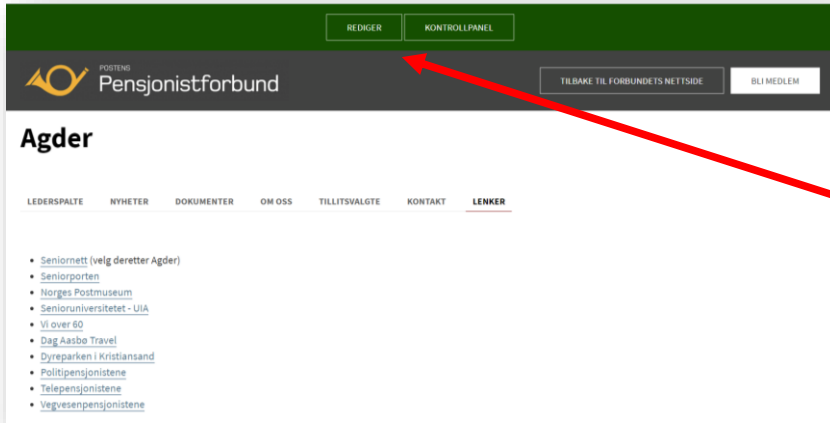 REDIGER KONTROLLPANEL
POSTENS
Pensjonistforbund
TILBAKE TIL FORBUNDETS NETTSIDE BLI MEDLEM
Agder
LEDERSPALTE NYHETER DOKUMENTER OM OSS TILLITSVALGTE KONTAKT LENKER
• Seniornett (velg deretter Agder)
• Seniorporten
• Norges Postmuseum
• Senioruniversitetet - UIA
• Vi over 60
• Dag Aasbø Travel
• Dyreparken i Kristiansand
• Politipensjonistene
• Telepensjonistene
• Vegvesenpensjonistene